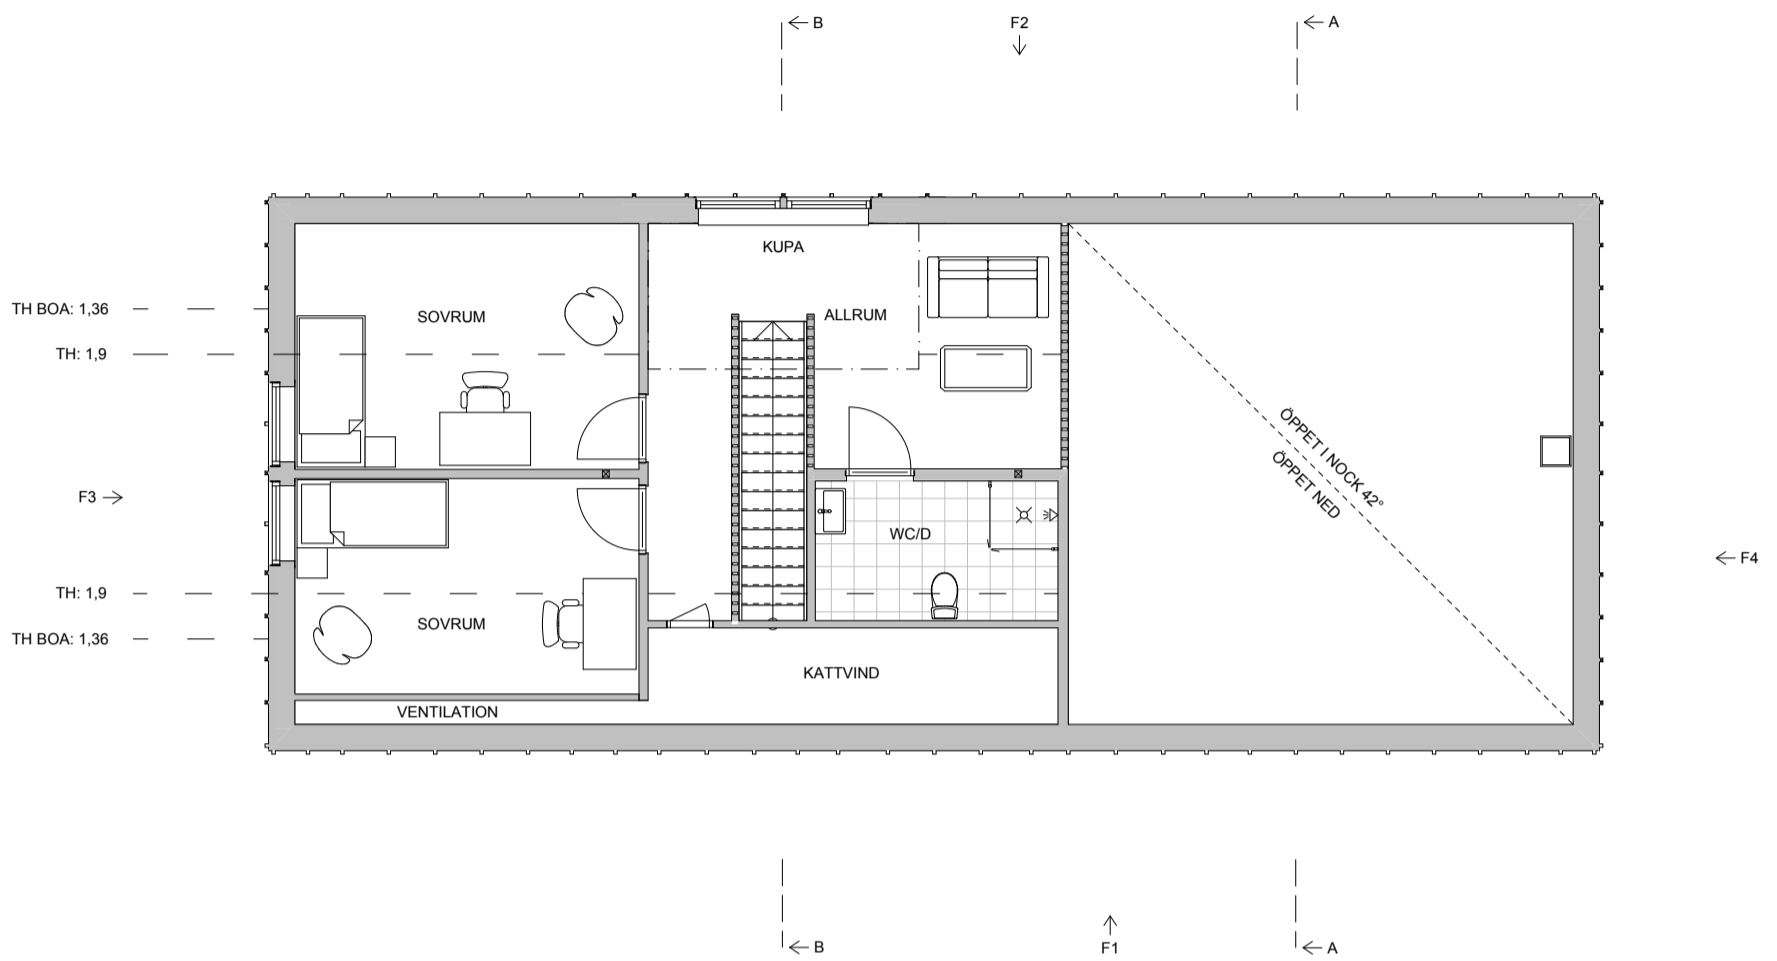 B
F2
A
KUPA
TH BOA: 1,36
SOVRUM
ALLRUM
TH: 1,9
ÖPPET I NOCK 42°
ÖPPET NED
F3
WC/D
F4
TH: 1,9
SOVRUM
TH BOA: 1,36
KATTVIND
VENTILATION
B
F1
A